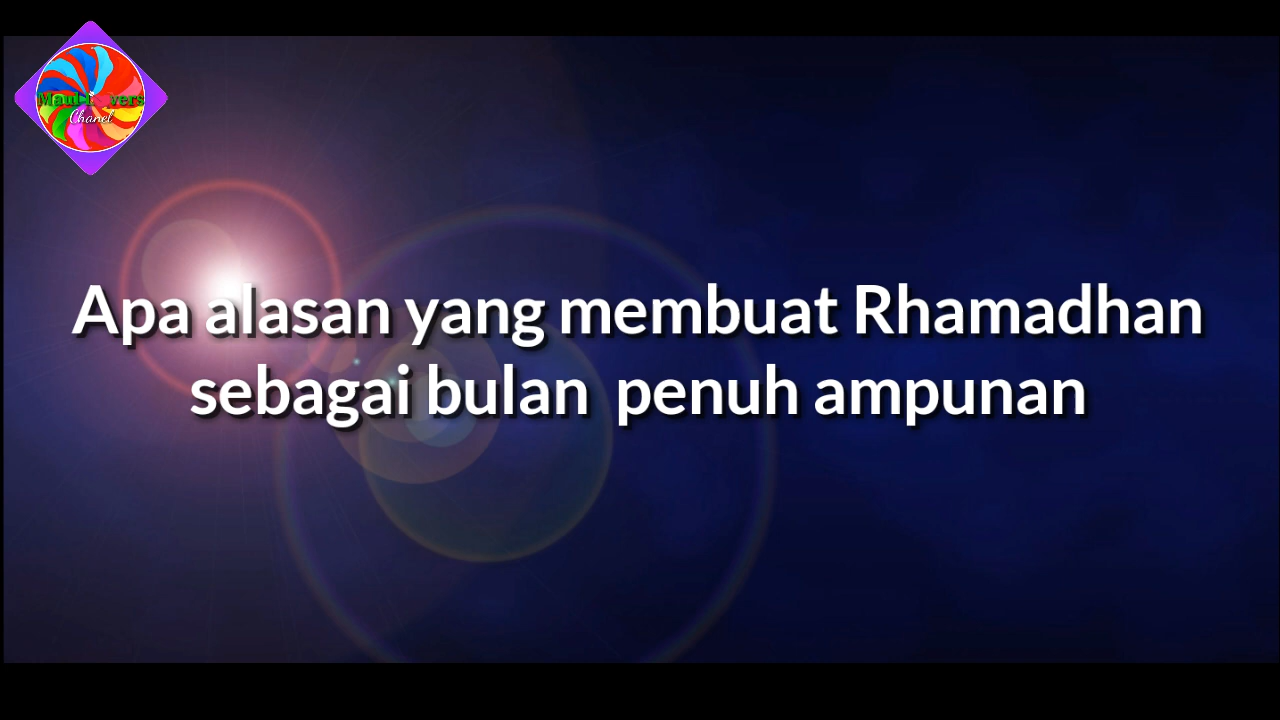 Chanel
Apa alasan yang membuat Rhamadhan
sebagai bulan penuh ampunan